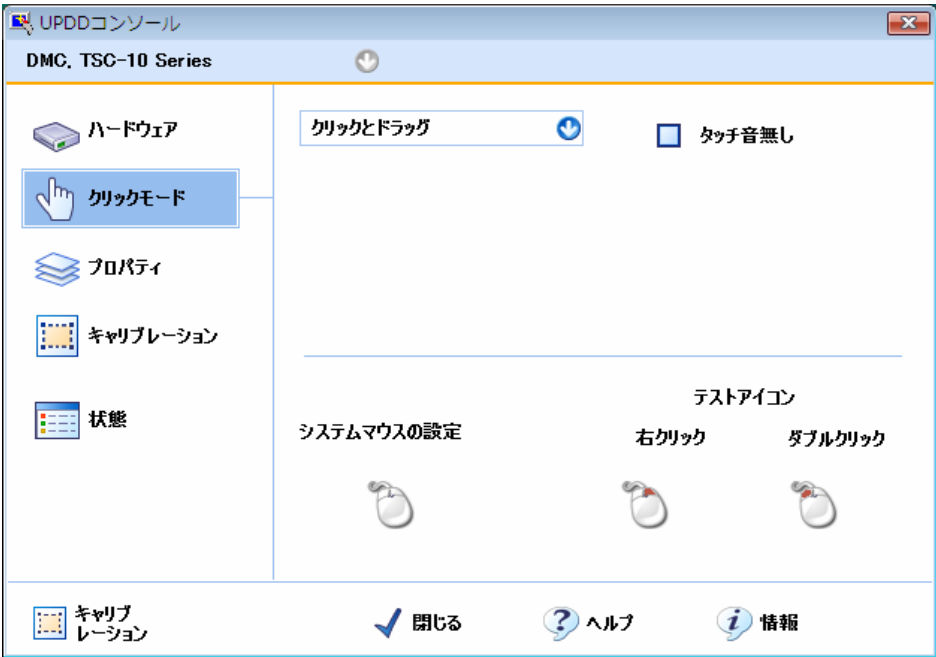 UPDDコンソール
DMC, TSC-10 Series
ハードウェア
クリックモード
プロパティ
キャリブレーション
状態
クリックとドラッグ
タッチ音無し
テストアイコン
システムマウスの設定
右クリック
ダブルクリック
キャリブ
レーション
閉じる
ヘルプ
情報